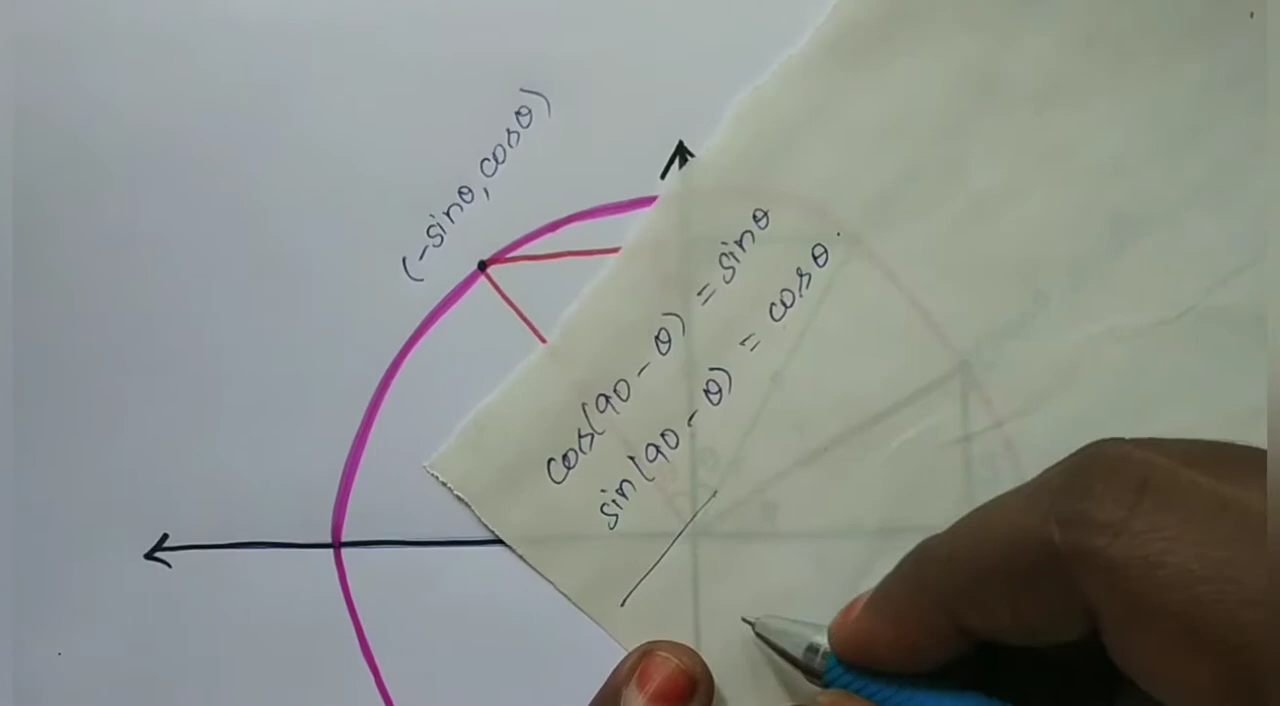 (-sinθ, cosθ)
cos(90-θ) = sinθ
sin(90-θ) = cosθ.